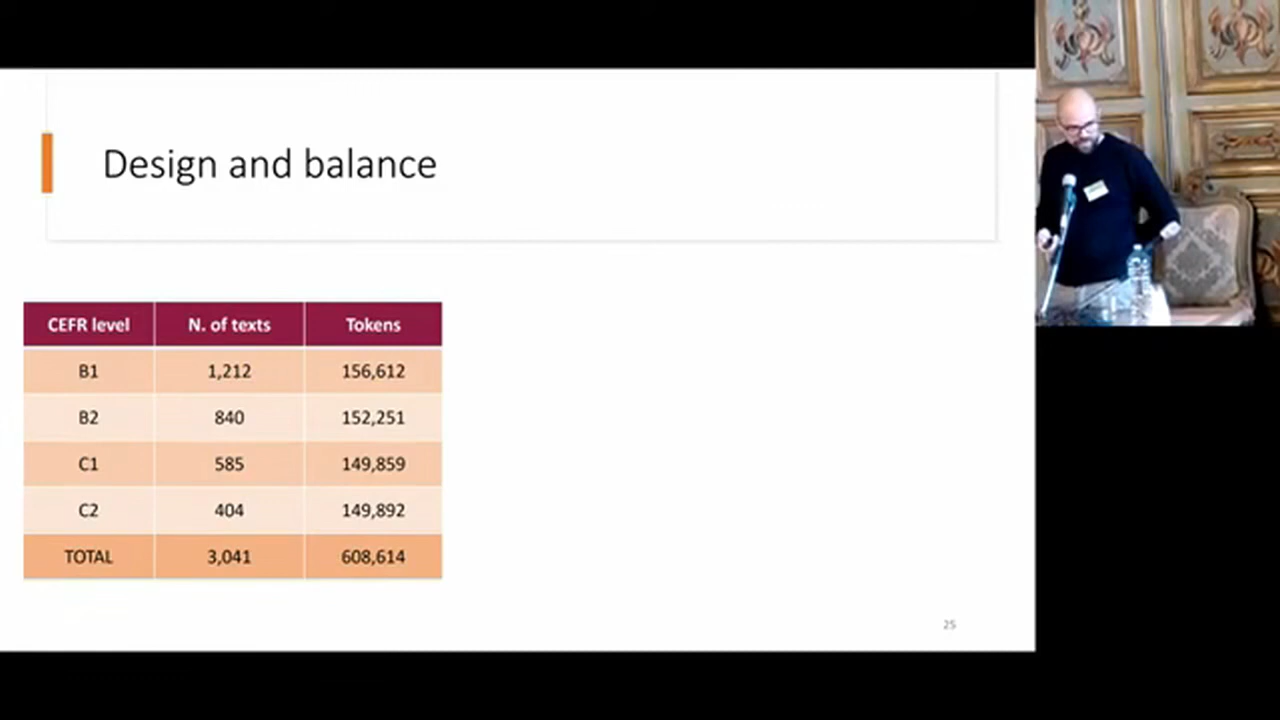 Design and balance
CEFR level N. of texts Tokens
B1 1,212 156,612
B2 840 152,251
C1 585 149,859
C2 404 149,892
TOTAL 3,041 608,614
25